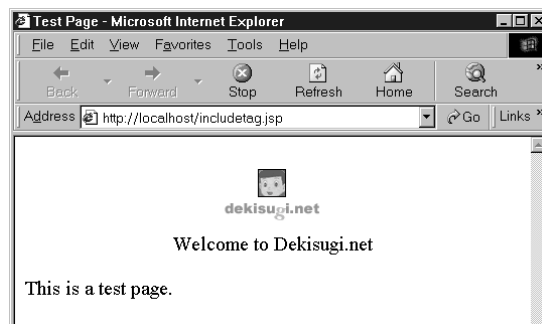 Test Page - Microsoft Internet Explorer
File Edit View Favorites Tools Help
Back Forward Stop Refresh Home Search »
Address http://localhost/includetag.jsp Go Links »
dekisugi.net
Welcome to Dekisugi.net
This is a test page.